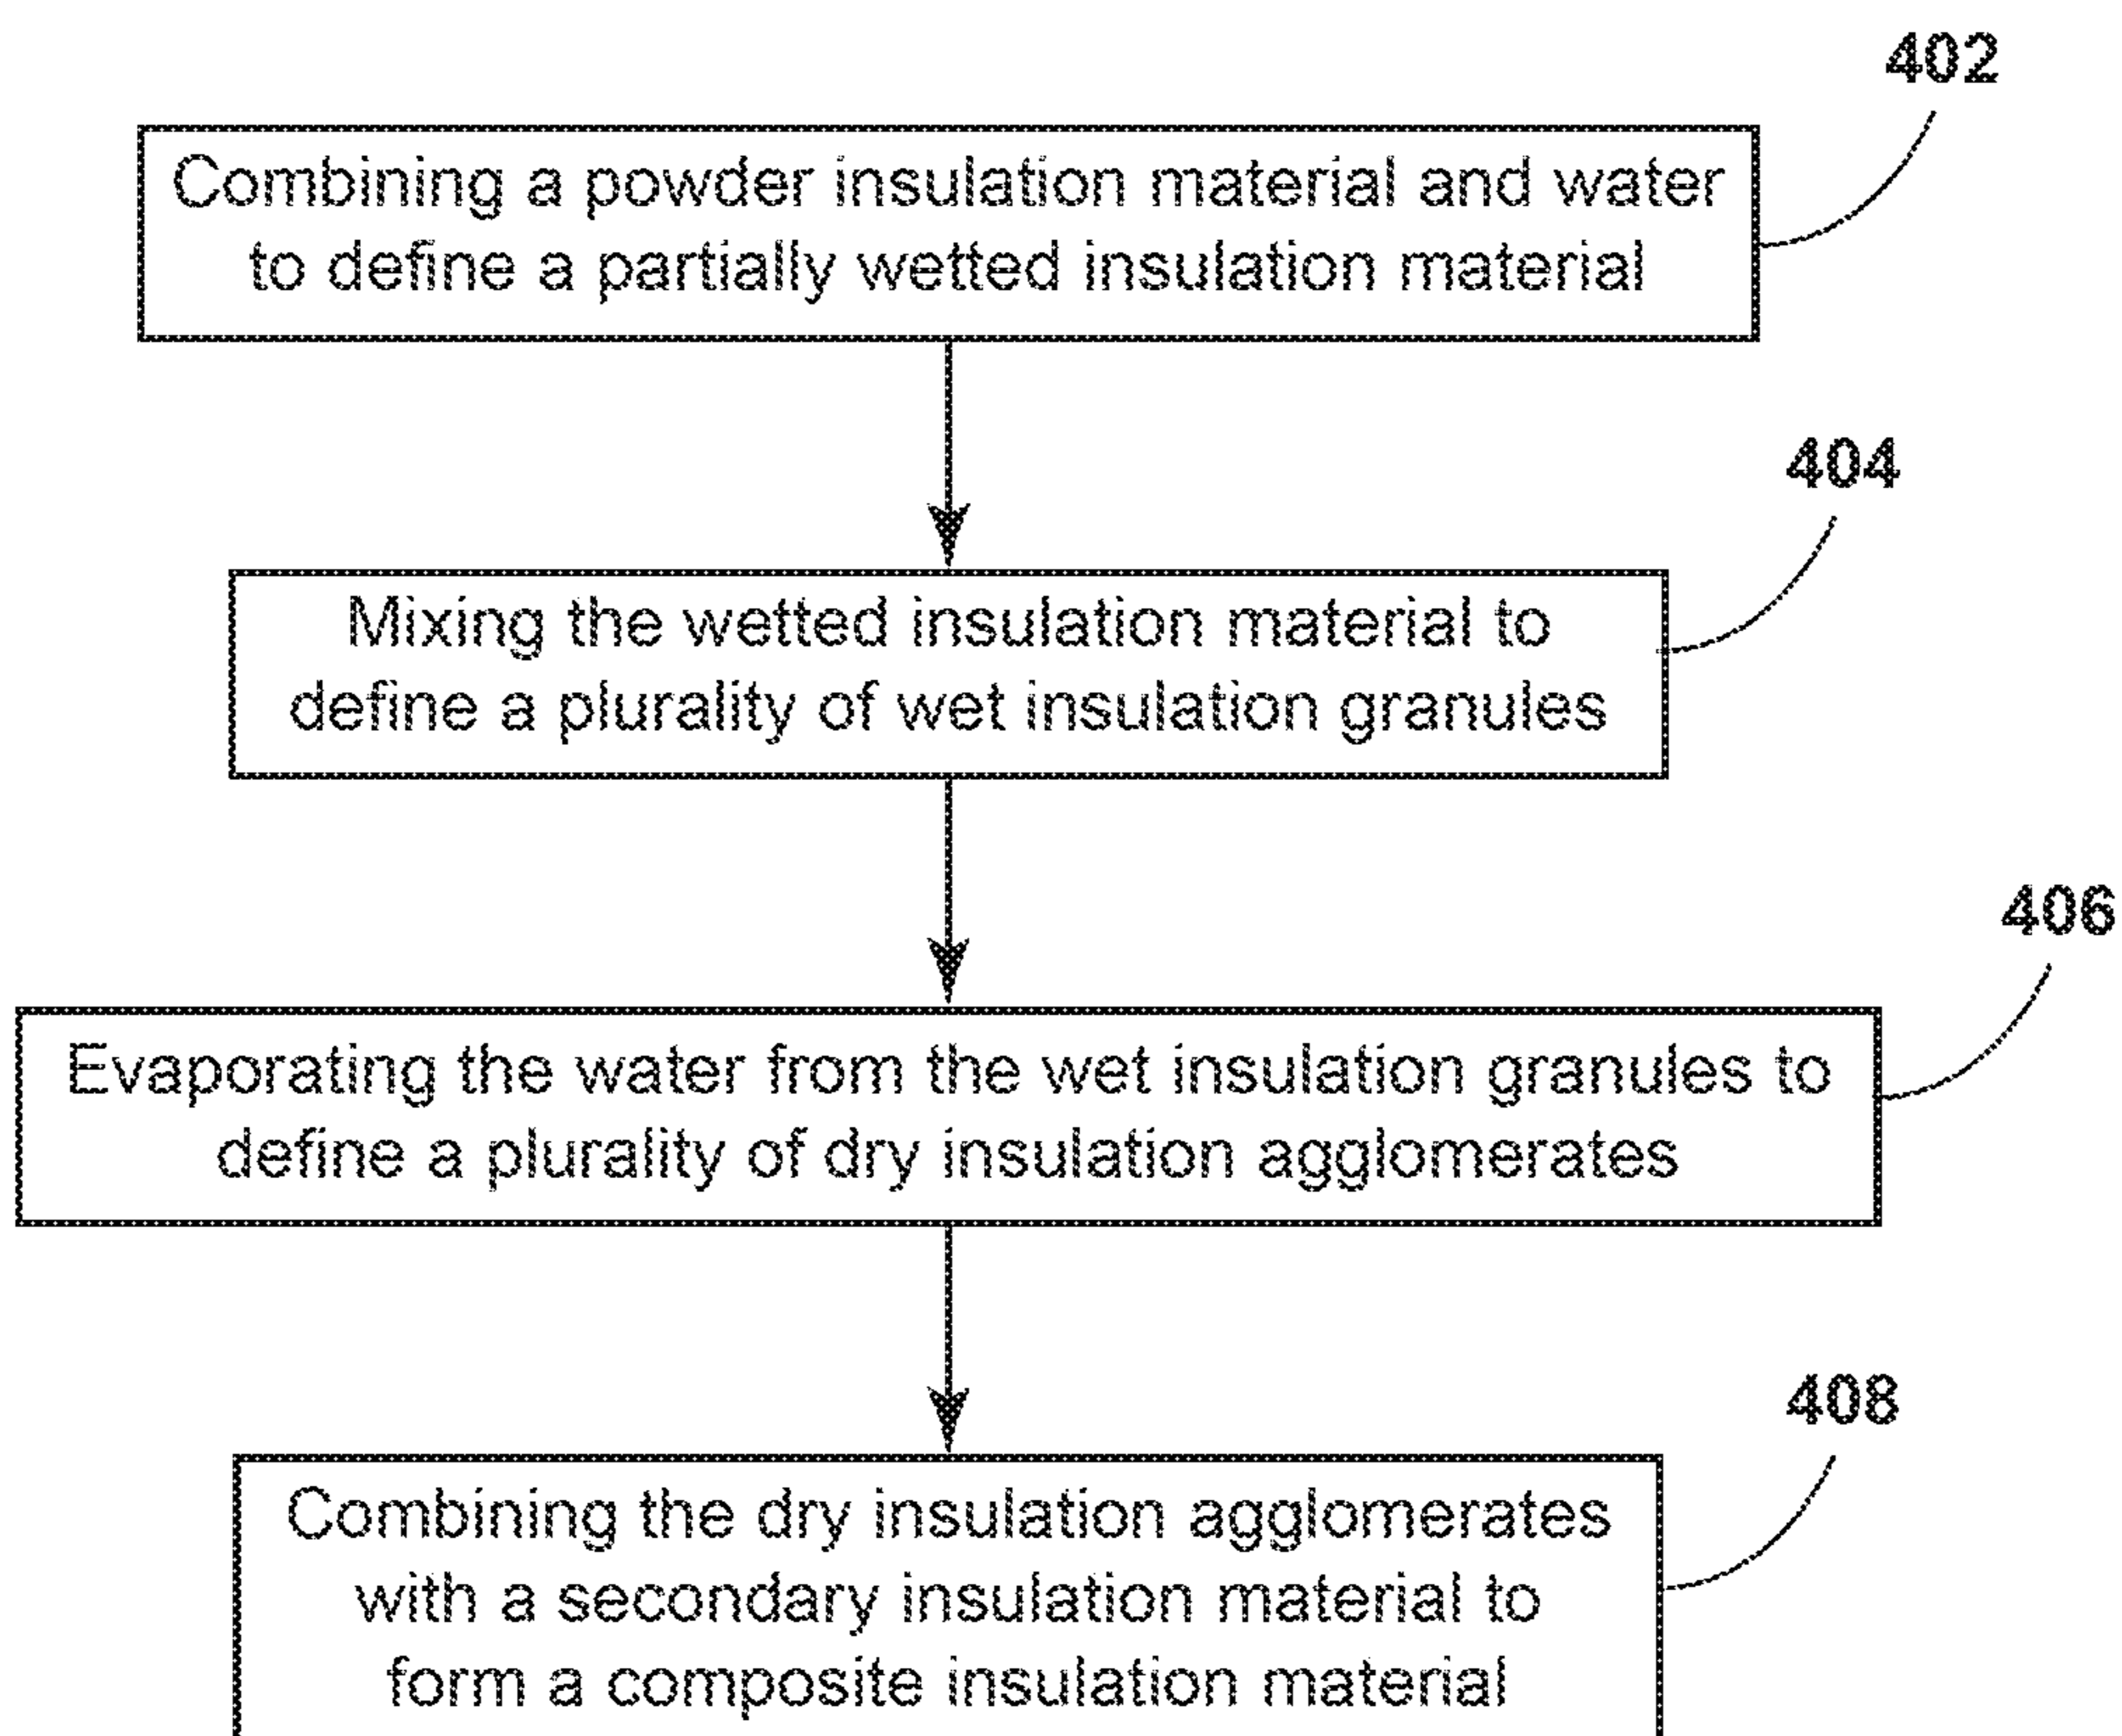 402
Combining a powder insulation material and water
to define a partially wetted insulation material
404
Mixing the wetted insulation material to
define a plurality of wet insulation granules
406
Evaporating the water from the wet insulation granules to
define a plurality of dry insulation agglomerates
408
Combining the dry insulation agglomerates
with a secondary insulation material to
form a composite insulation material